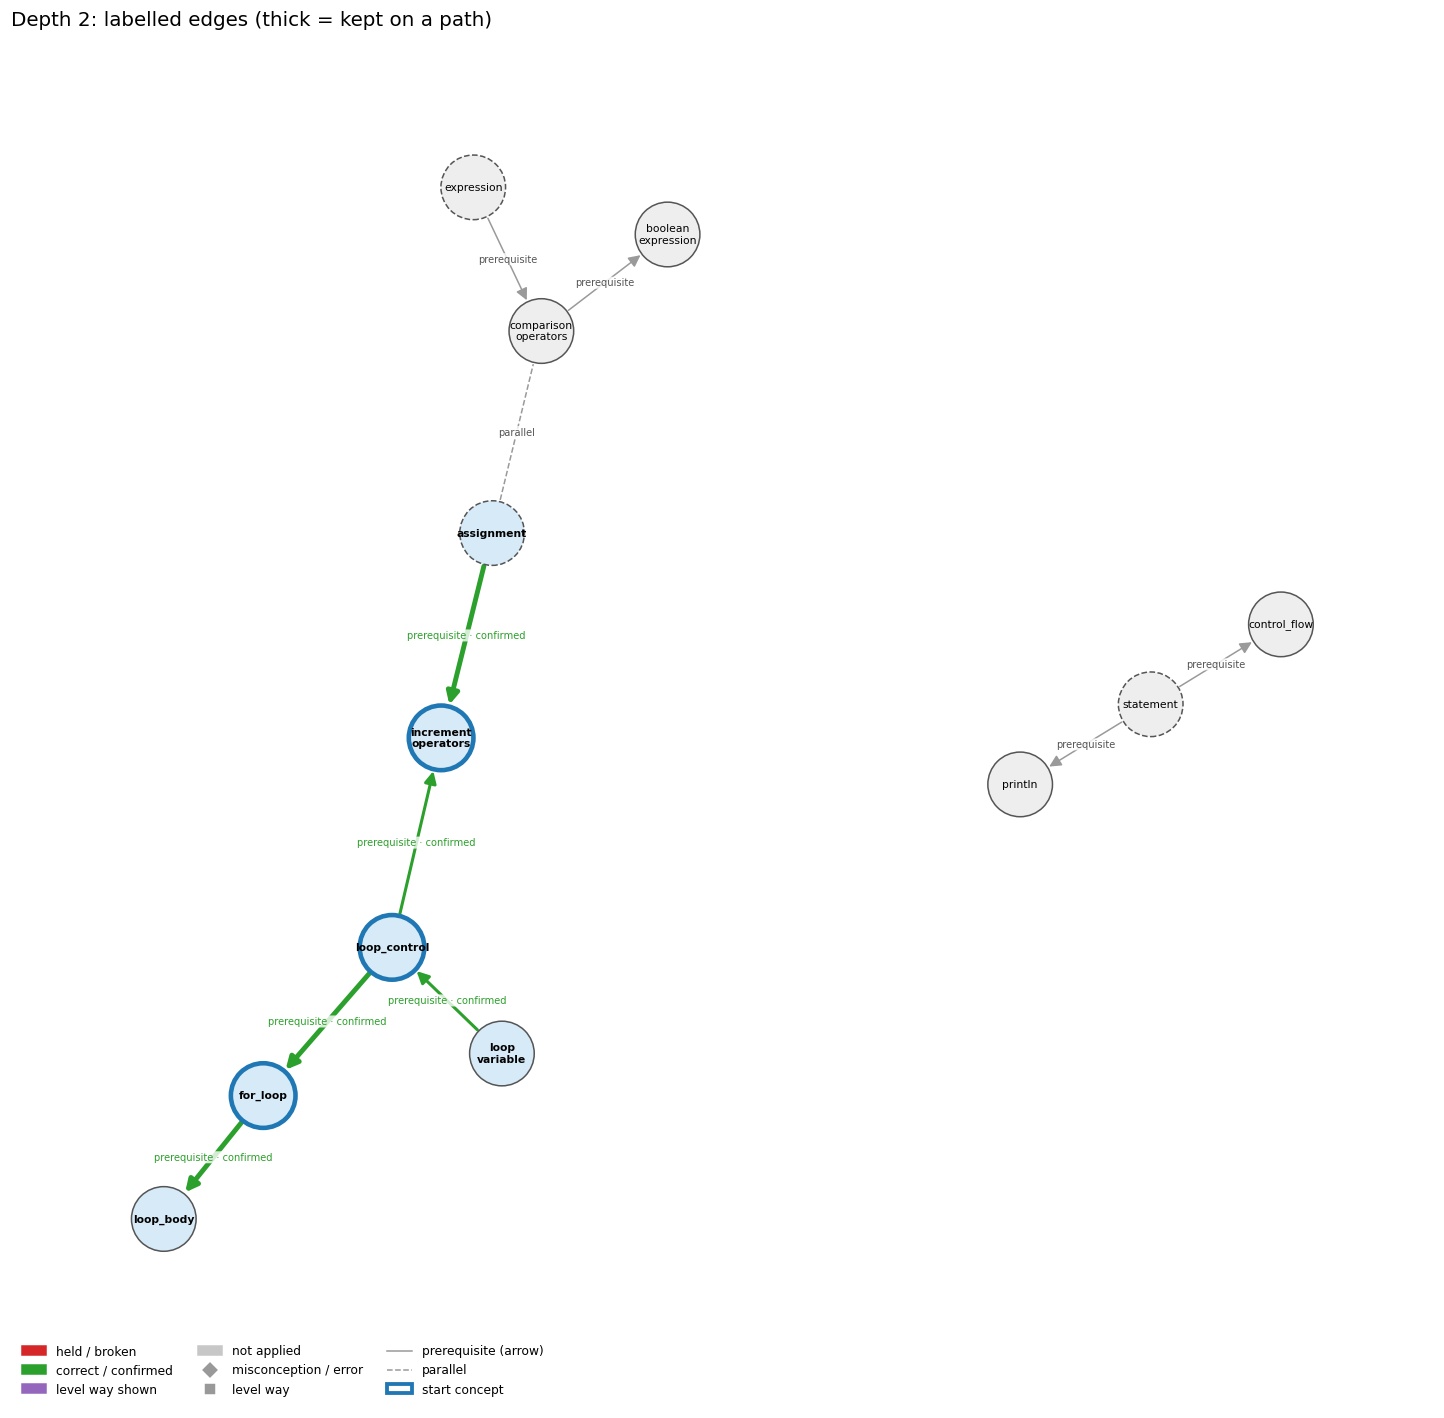 Depth 2: labelled edges (thick = kept on a path)
expression
boolean
expression
prerequisite
prerequisite
comparison
operators
parallel
assignment
prerequisite · confirmed
control_flow
prerequisite
statement
prerequisite
println
increment
operators
prerequisite · confirmed
loop_control
prerequisite · confirmed
prerequisite · confirmed
loop
variable
for_loop
prerequisite · confirmed
loop_body
held / broken
correct / confirmed
level way shown
not applied
misconception / error
level way
prerequisite (arrow)
parallel
start concept